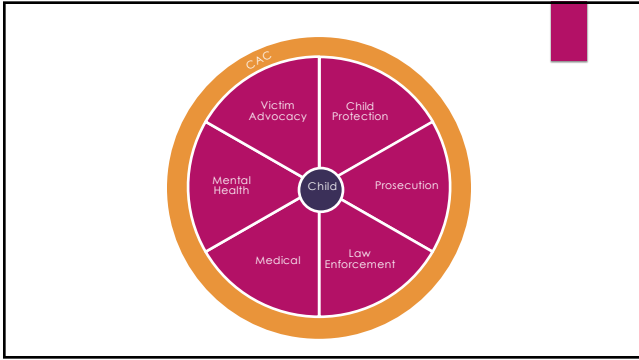 CAC
Victim
Advocacy
Child
Protection
Mental
Health
Child
Prosecution
Medical
Law
Enforcement